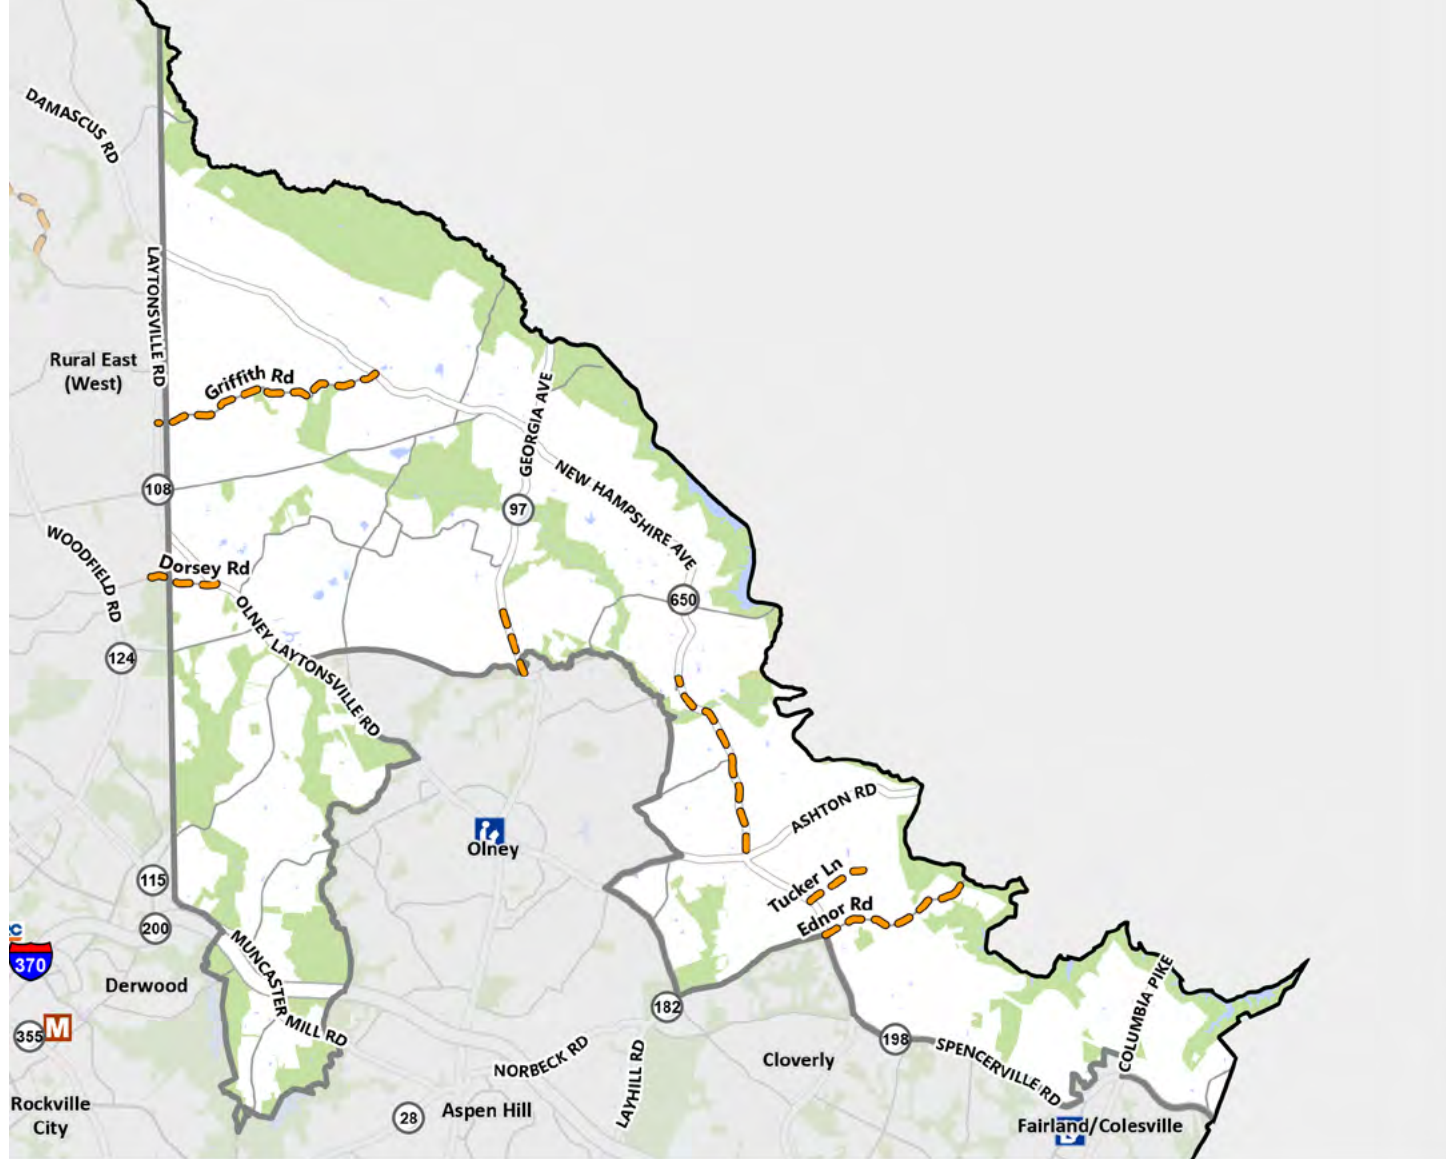 DAMASCUS RD
LAYTONSVILLE RD
Rural East
(West)
Griffith Rd
GEORGIA AVE
NEW HAMPSHIRE AVE
108
97
WOODFIELD RD
Dorsey Rd
OLNEY LAYTONSVILLE RD
650
124
ASHTON RD
Olney
Tucker Ln
Ednor Rd
115
200
370
MUNCASTER MILL RD
Derwood
COLUMBIA PIKE
182
355
M
198
SPENCERVILLE RD
NORBECK RD
LAYHILL RD
Cloverly
Rockville
City
28
Aspen Hill
Fairland/Colesville